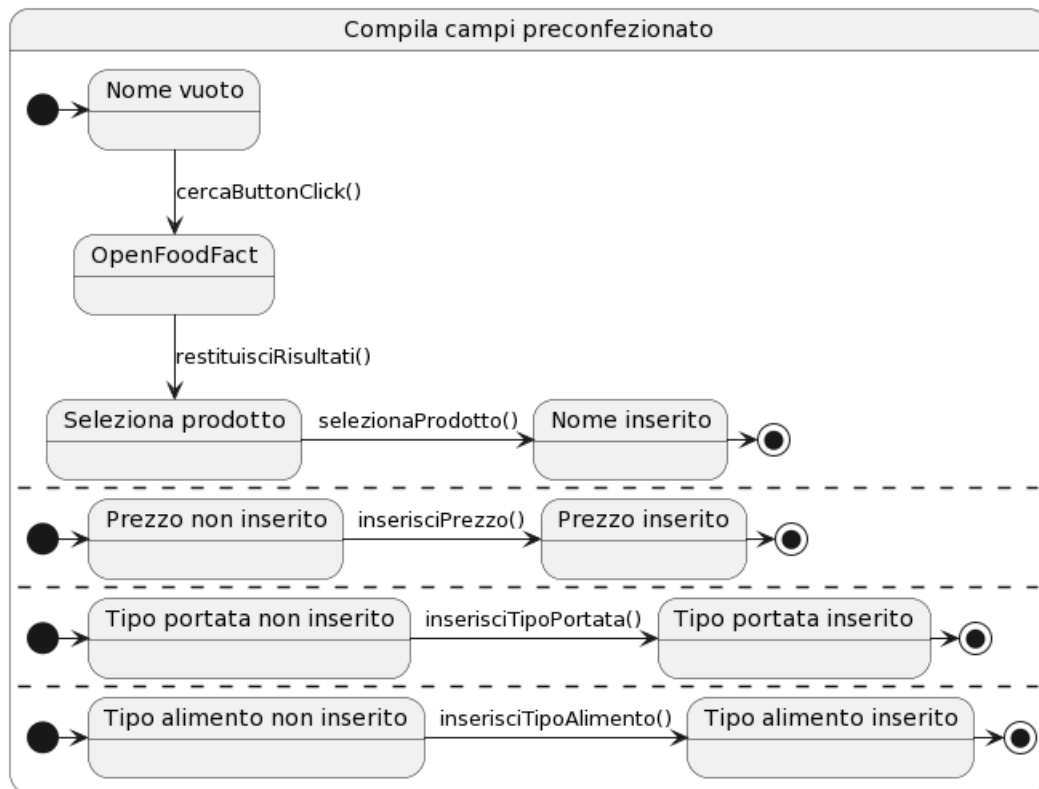 Compila campi preconfezionato
Nome vuoto
cercaButtonClick()
OpenFoodFact
restituisciRisultati()
Seleziona prodotto
selezionaProdotto()
Nome inserito
Prezzo non inserito
inserisciPrezzo()
Prezzo inserito
Tipo portata non inserito
inserisciTipoPortata()
Tipo portata inserito
Tipo alimento non inserito
inserisciTipoAlimento()
Tipo alimento inserito